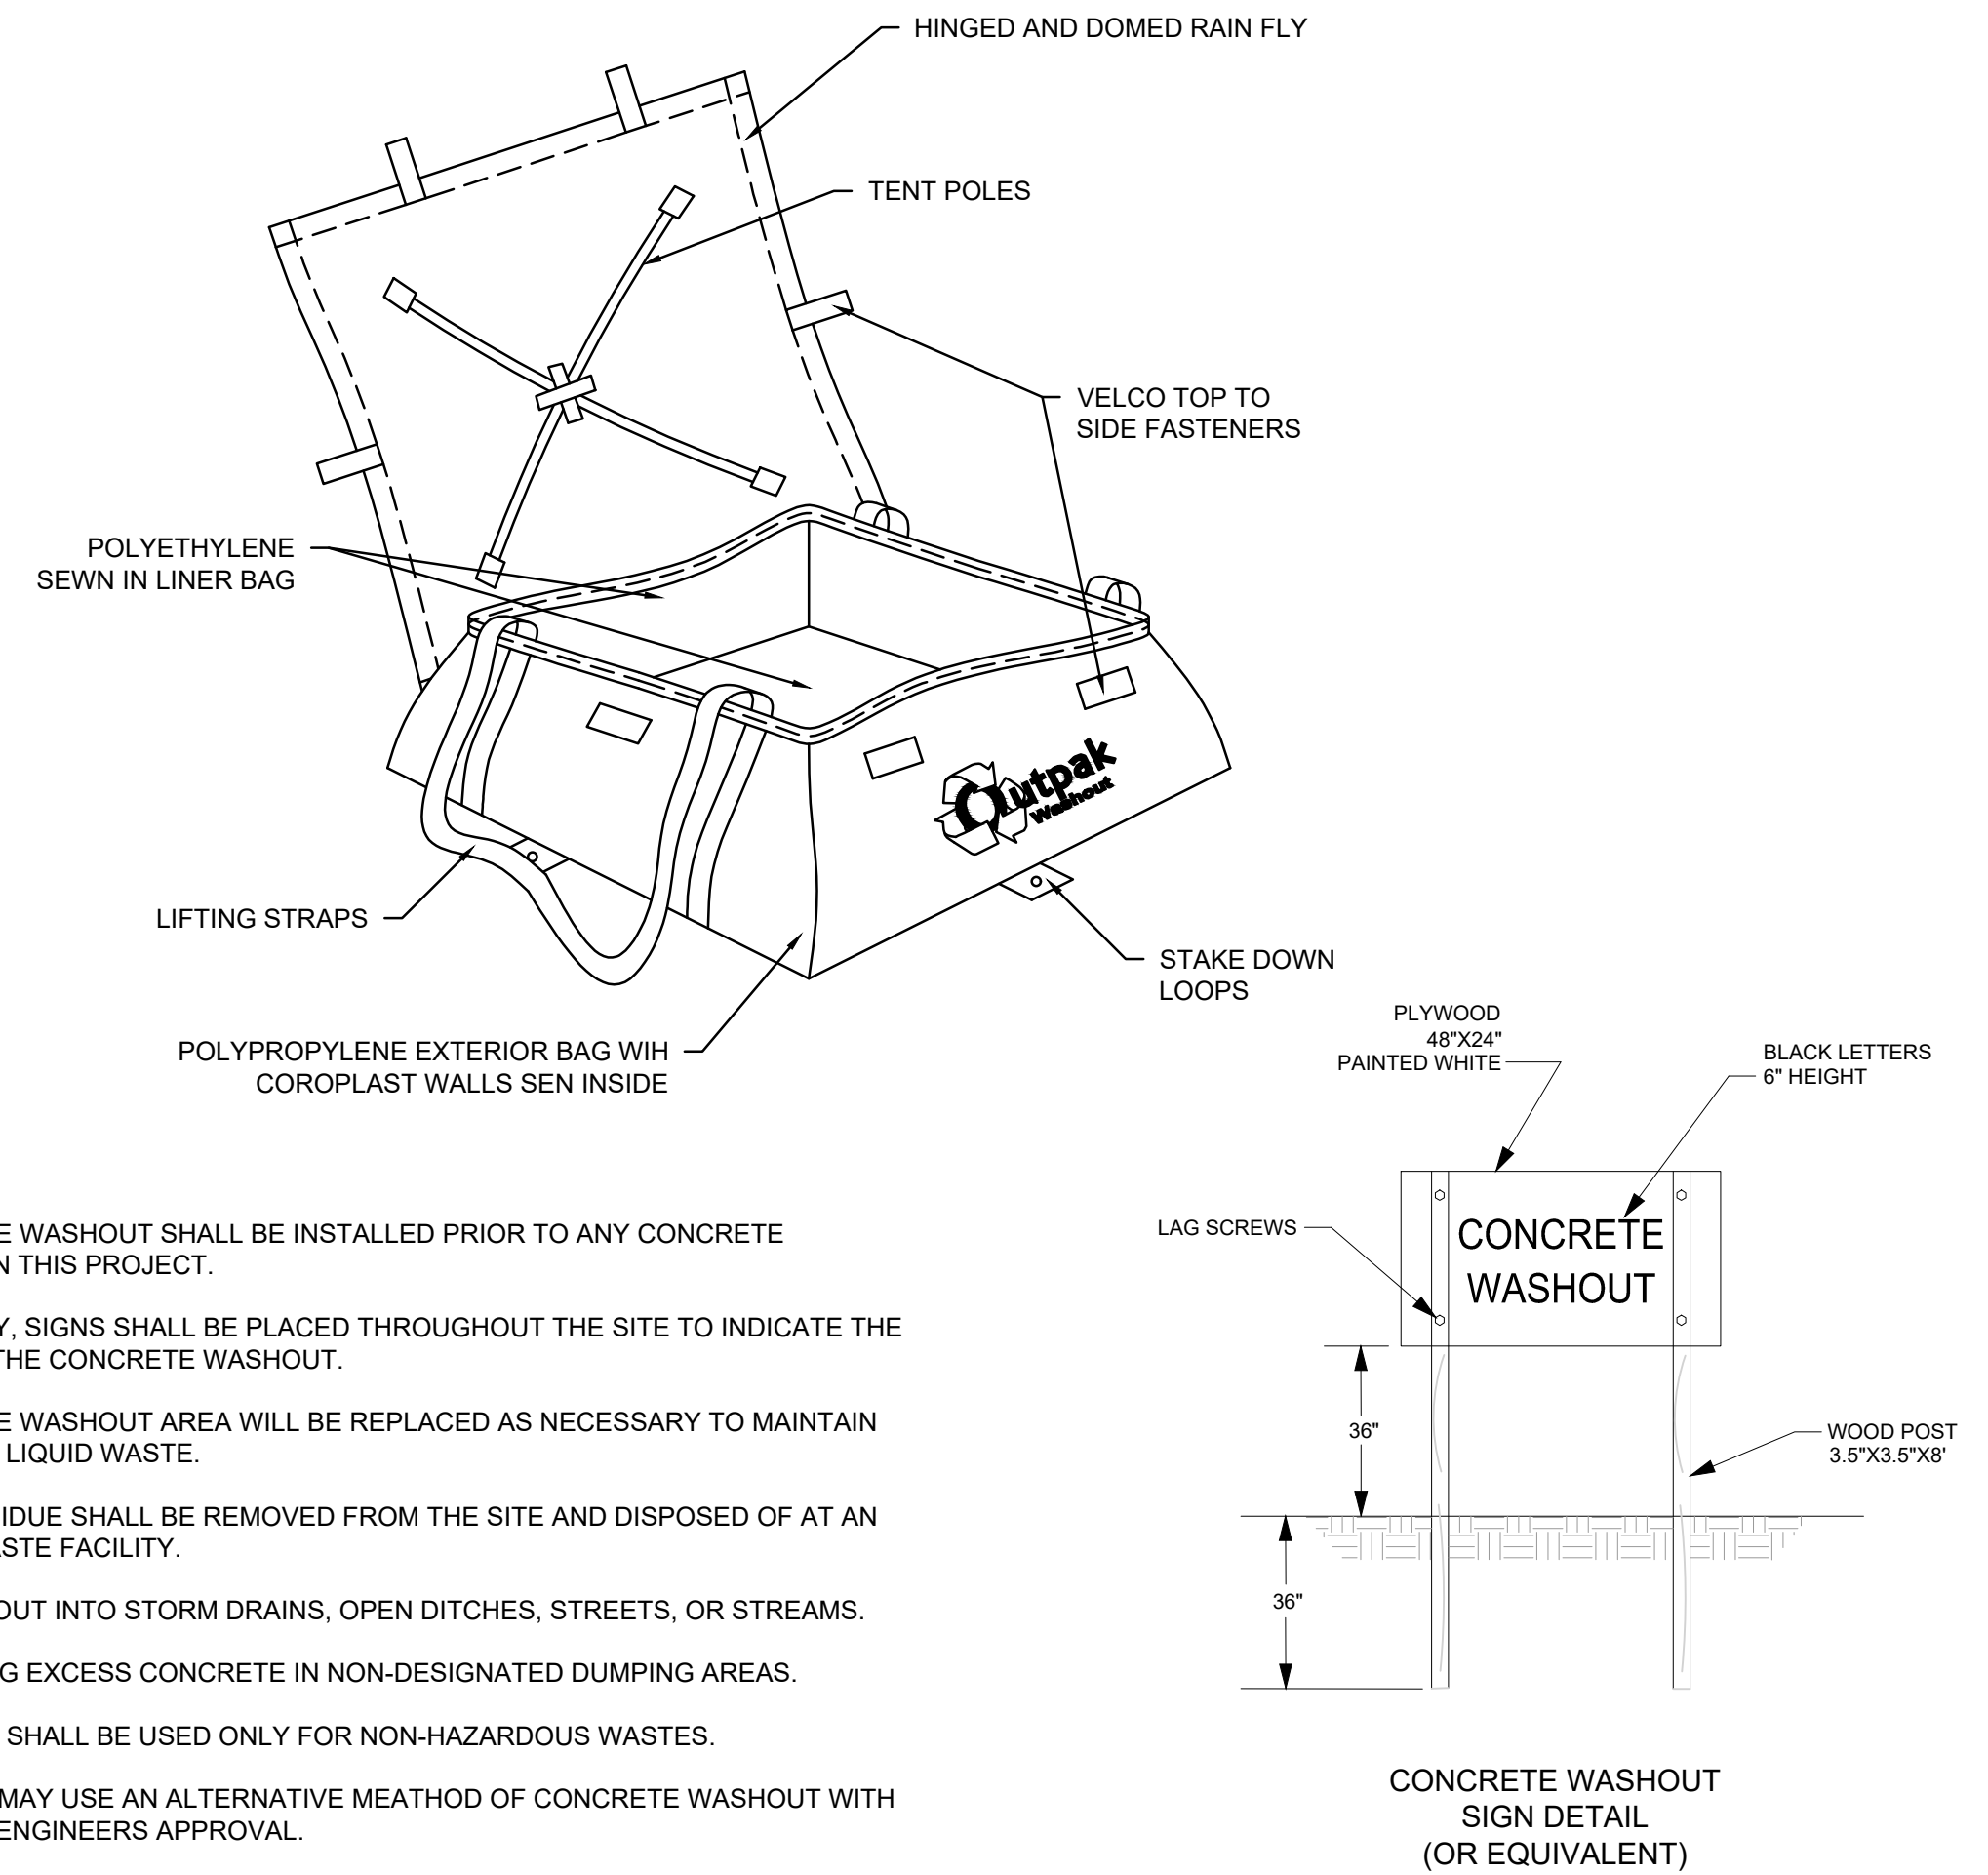 HINGED AND DOMED RAIN FLY
TENT POLES
VELCO TOP TO
SIDE FASTENERS
POLYETHYLENE
SEWN IN LINER BAG
Outpak
Washout
LIFTING STRAPS
STAKE DOWN
LOOPS
POLYPROPYLENE EXTERIOR BAG WIH
COROPLAST WALLS SEN INSIDE
PLYWOOD
48"X24"
PAINTED WHITE
BLACK LETTERS
6" HEIGHT
LAG SCREWS
CONCRETE
WASHOUT
36"
WOOD POST
3.5"X3.5"X8'
36"
CONCRETE WASHOUT
SIGN DETAIL
(OR EQUIVALENT)
E WASHOUT SHALL BE INSTALLED PRIOR TO ANY CONCRETE
N THIS PROJECT.
Y, SIGNS SHALL BE PLACED THROUGHOUT THE SITE TO INDICATE THE
THE CONCRETE WASHOUT.
E WASHOUT AREA WILL BE REPLACED AS NECESSARY TO MAINTAIN
LIQUID WASTE.
IDUE SHALL BE REMOVED FROM THE SITE AND DISPOSED OF AT AN
ASTE FACILITY.
OUT INTO STORM DRAINS, OPEN DITCHES, STREETS, OR STREAMS.
G EXCESS CONCRETE IN NON-DESIGNATED DUMPING AREAS.
SHALL BE USED ONLY FOR NON-HAZARDOUS WASTES.
MAY USE AN ALTERNATIVE MEATHOD OF CONCRETE WASHOUT WITH
ENGINEERS APPROVAL.